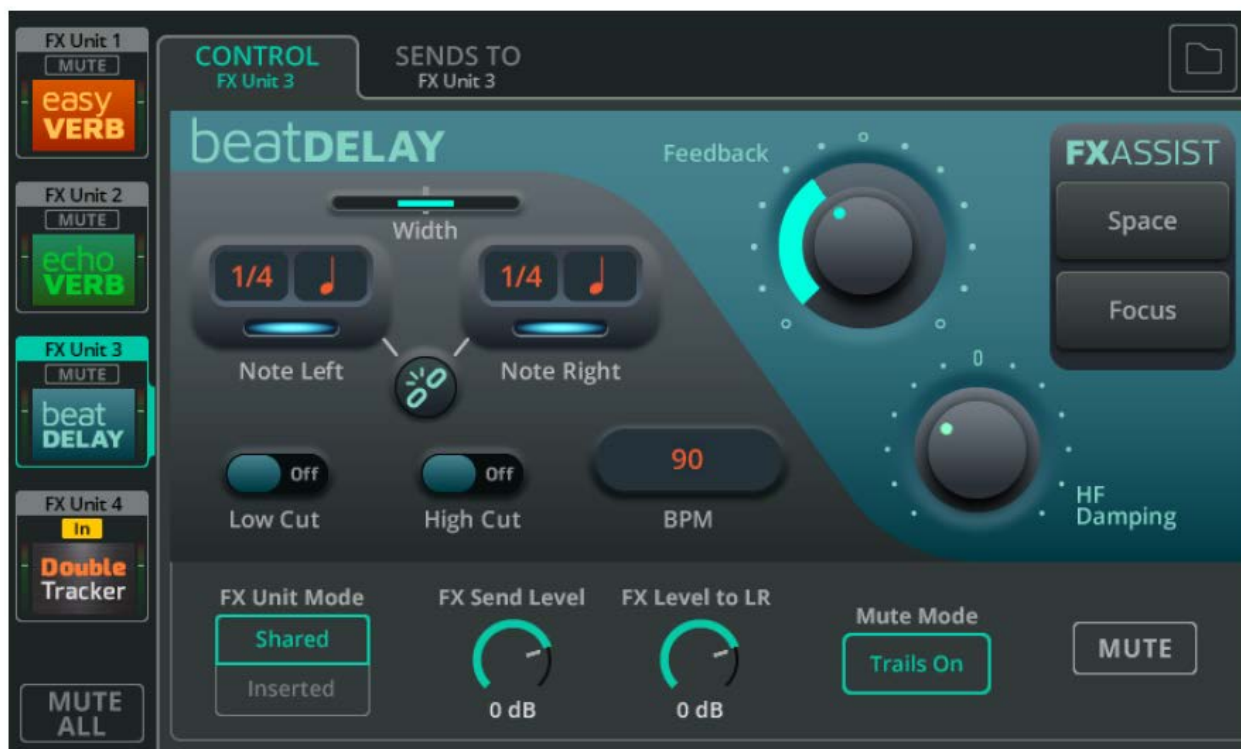 FX Unit 1
MUTE
easy
VERB
FX Unit 2
MUTE
echo
VERB
FX Unit 3
MUTE
beat
DELAY
FX Unit 4
In
Double
Tracker
MUTE
ALL
CONTROL
FX Unit 3
SENDS TO
FX Unit 3
beatDELAY
Width
1/4
1/4
Note Left
Note Right
Off
Low Cut
Off
High Cut
90
BPM
Feedback
0
HF
Damping
FXASSIST
Space
Focus
FX Unit Mode
Shared
Inserted
FX Send Level
0 dB
FX Level to LR
0 dB
Mute Mode
Trails On
MUTE